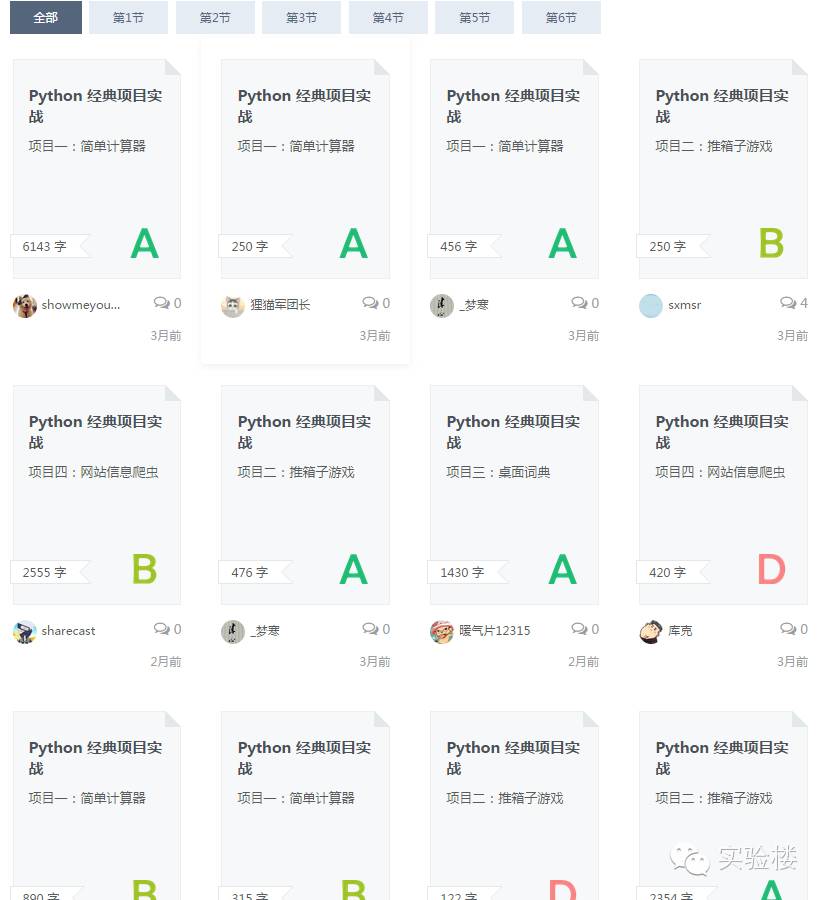 全部 第1节 第2节 第3节 第4节 第5节 第6节
Python 经典项目实 Python 经典项目实 Python 经典项目实 Python 经典项目实
战 战 战 战
项目一：简单计算器 项目一：简单计算器 项目一：简单计算器 项目二：推箱子游戏
6143 字 A 250 字 A 456 字 A 250 字 B
showmeyou... 0 狸猫军团长 0 _梦寒 0 sxmsr 4
3月前 3月前 3月前 3月前
Python 经典项目实 Python 经典项目实 Python 经典项目实 Python 经典项目实
战 战 战 战
项目四：网站信息爬虫 项目二：推箱子游戏 项目三：桌面词典 项目四：网站信息爬虫
2555 字 B 476 字 A 1430 字 A 420 字 D
sharecast 0 _梦寒 0 暖气片12315 0 库克 0
2月前 3月前 2月前 3月前
Python 经典项目实 Python 经典项目实 Python 经典项目实 Python 经典项目实
战 战 战 战
项目一：简单计算器 项目一：简单计算器 项目二：推箱子游戏 项目二：推箱子游戏
实验楼
890 字 B 315 字 B 122 字 D 2354 字 A